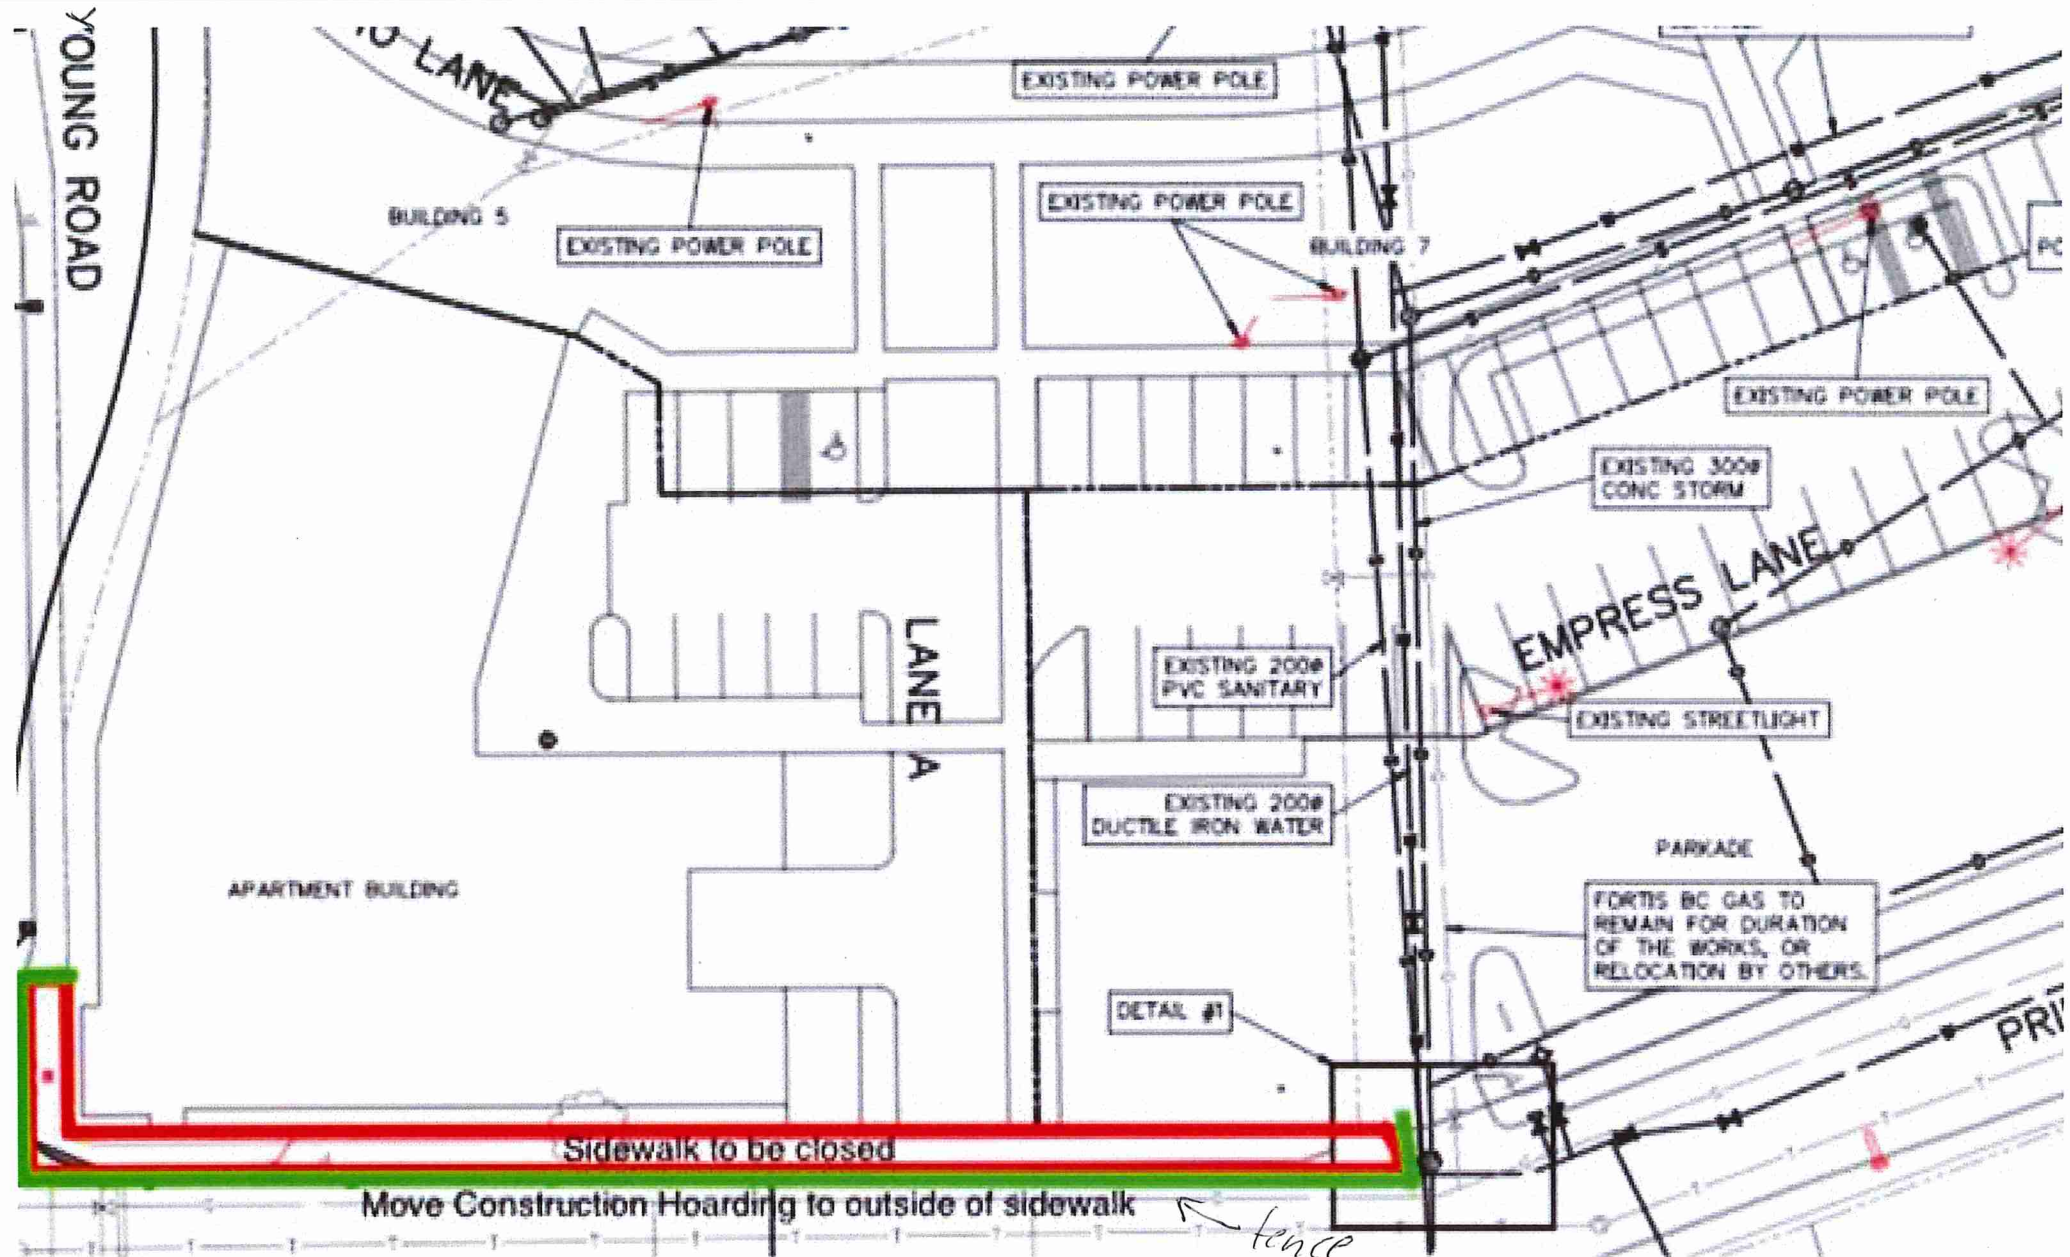 YOUNG ROAD
LANE
EXISTING POWER POLE
BUILDING 5
EXISTING POWER POLE
EXISTING POWER POLE
BUILDING 7
EXISTING POWER POLE
EXISTING 300ø
CONC STORM
EMPRESS LANE
LANE A
EXISTING 200ø
PVC SANITARY
EXISTING STREETLIGHT
EXISTING 200ø
DUCTILE IRON WATER
PARKADE
APARTMENT BUILDING
FORTIS BC GAS TO
REMAIN FOR DURATION
OF THE WORKS, OR
RELOCATION BY OTHERS.
DETAIL #1
PRI
Sidewalk to be closed
Move Construction Hoarding to outside of sidewalk
fence